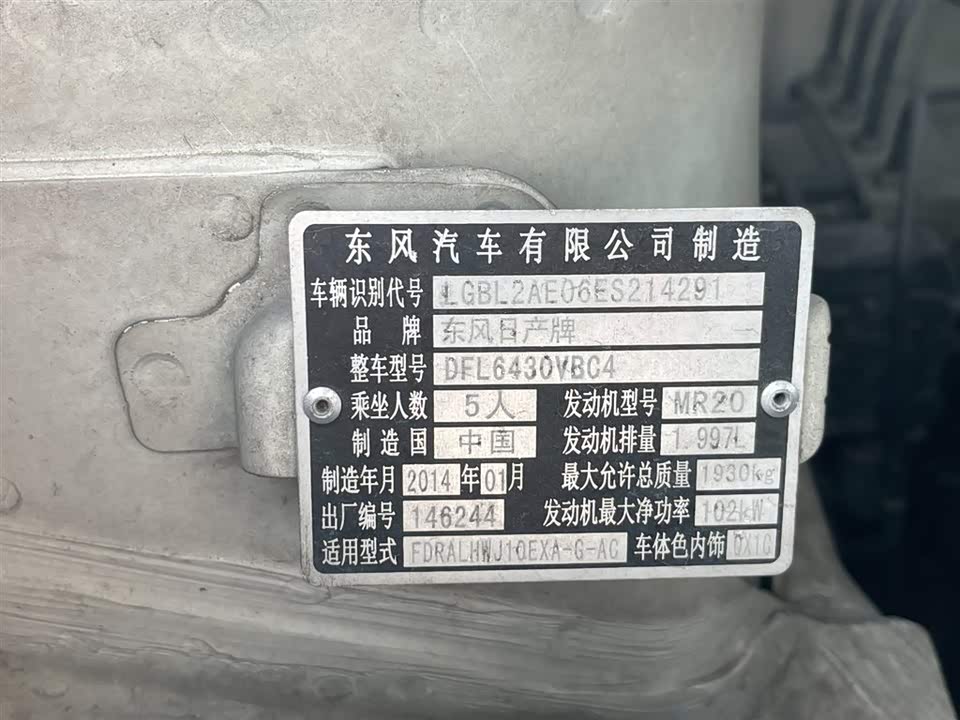 东风汽车有限公司制造
车辆识别代号 LGBL2AE06ES214291
品牌 东风日产牌
整车型号 DFL6430VBC4
乘坐人数 5人 发动机型号 MR20
制造国 中国 发动机排量 1.997L
制造年月 2014年01月 最大允许总质量 1930kg
出厂编号 146244 发动机最大净功率 102kW
适用型式 FDRALHWJ10EXA-G-AC 车体色内饰